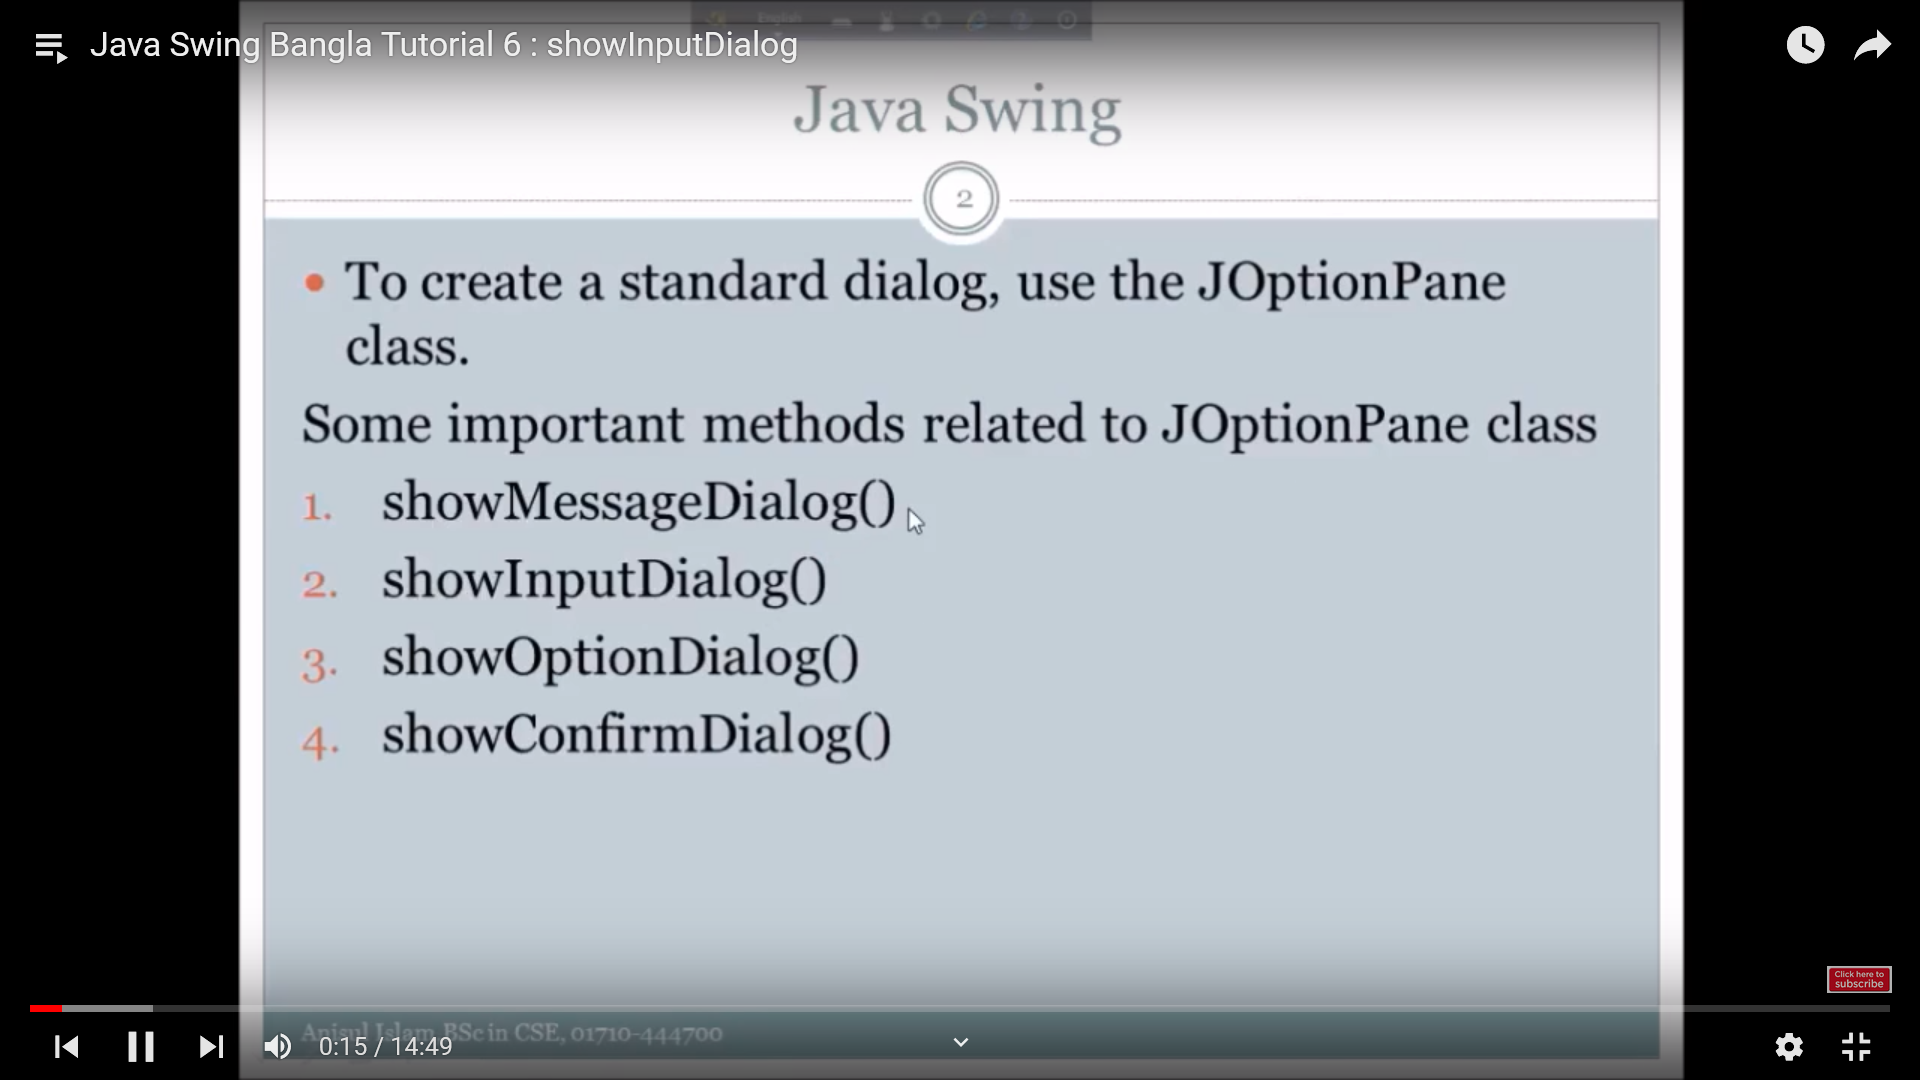 English
Java Swing Bangla Tutorial 6 : showInputDialog
Java Swing
2
• To create a standard dialog, use the JOptionPane
class.
Some important methods related to JOptionPane class
1. showMessageDialog()
2. showInputDialog()
3. showOptionDialog()
4. showConfirmDialog()
Click here to
subscribe
Anisul Islam, BSc in CSE, 01710-444700
0:15 / 14:49